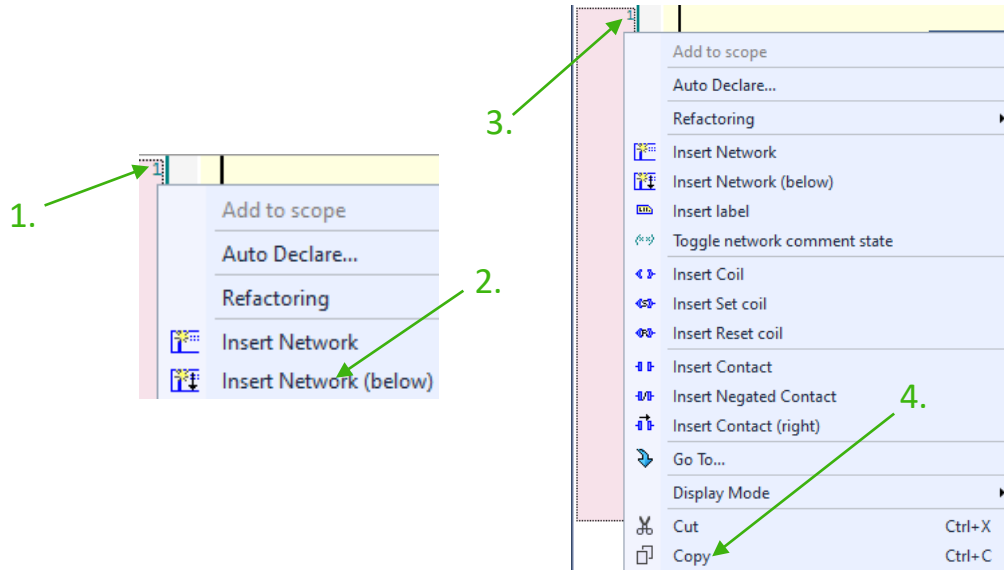 1.
1
Add to scope
Auto Declare...
Refactoring
2.
Insert Network
Insert Network (below)
3.
1
Add to scope
Auto Declare...
Refactoring
Insert Network
Insert Network (below)
Insert label
Toggle network comment state
Insert Coil
Insert Set coil
Insert Reset coil
Insert Contact
Insert Negated Contact
4.
Insert Contact (right)
Go To...
Display Mode
Cut Ctrl+X
Copy Ctrl+C